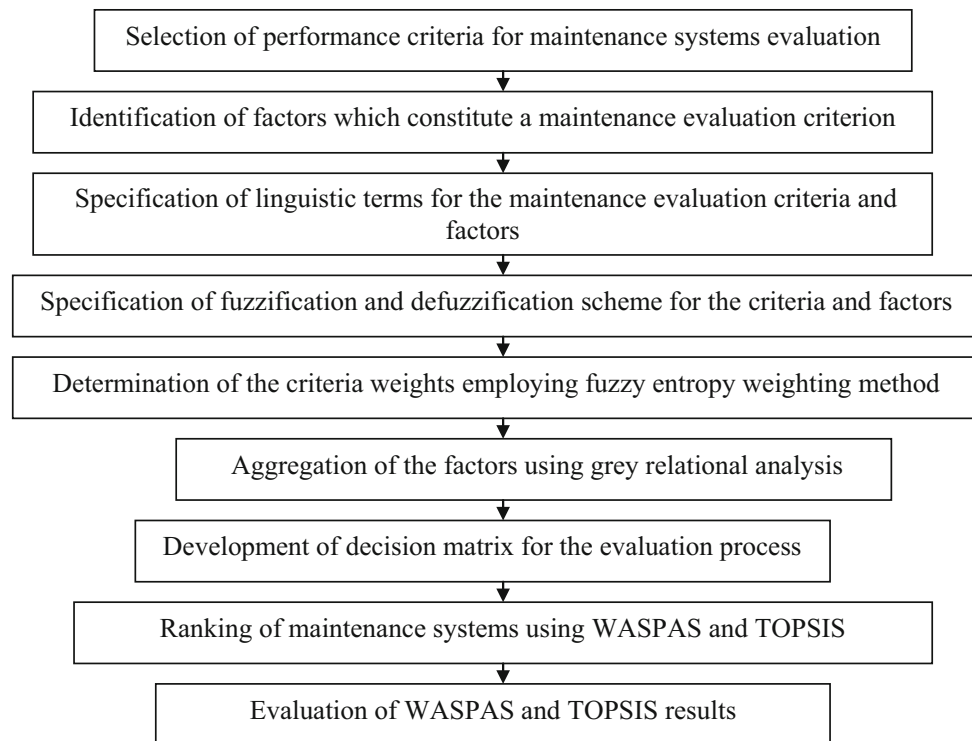 Selection of performance criteria for maintenance systems evaluation
Identification of factors which constitute a maintenance evaluation criterion
Specification of linguistic terms for the maintenance evaluation criteria and
factors
Specification of fuzzification and defuzzification scheme for the criteria and factors
Determination of the criteria weights employing fuzzy entropy weighting method
Aggregation of the factors using grey relational analysis
Development of decision matrix for the evaluation process
Ranking of maintenance systems using WASPAS and TOPSIS
Evaluation of WASPAS and TOPSIS results